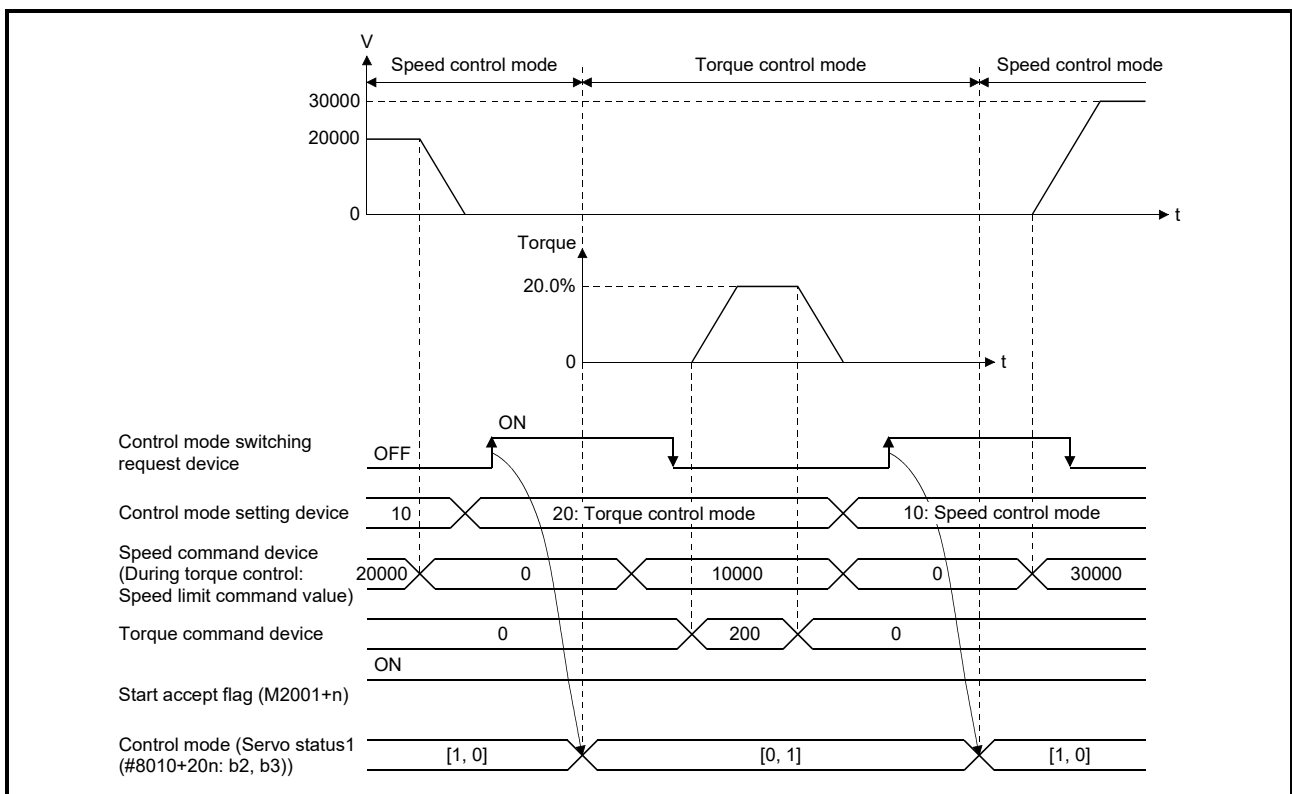 V
Speed control mode
Torque control mode
Speed control mode
30000
20000
0
t
Torque
20.0%
0
t
Control mode switching
request device
OFF
ON
Control mode setting device
10
20: Torque control mode
10: Speed control mode
Speed command device
(During torque control:
Speed limit command value)
20000
0
10000
0
30000
Torque command device
0
200
0
ON
Start accept flag (M2001+n)
Control mode (Servo status1
(#8010+20n: b2, b3))
[1, 0]
[0, 1]
[1, 0]